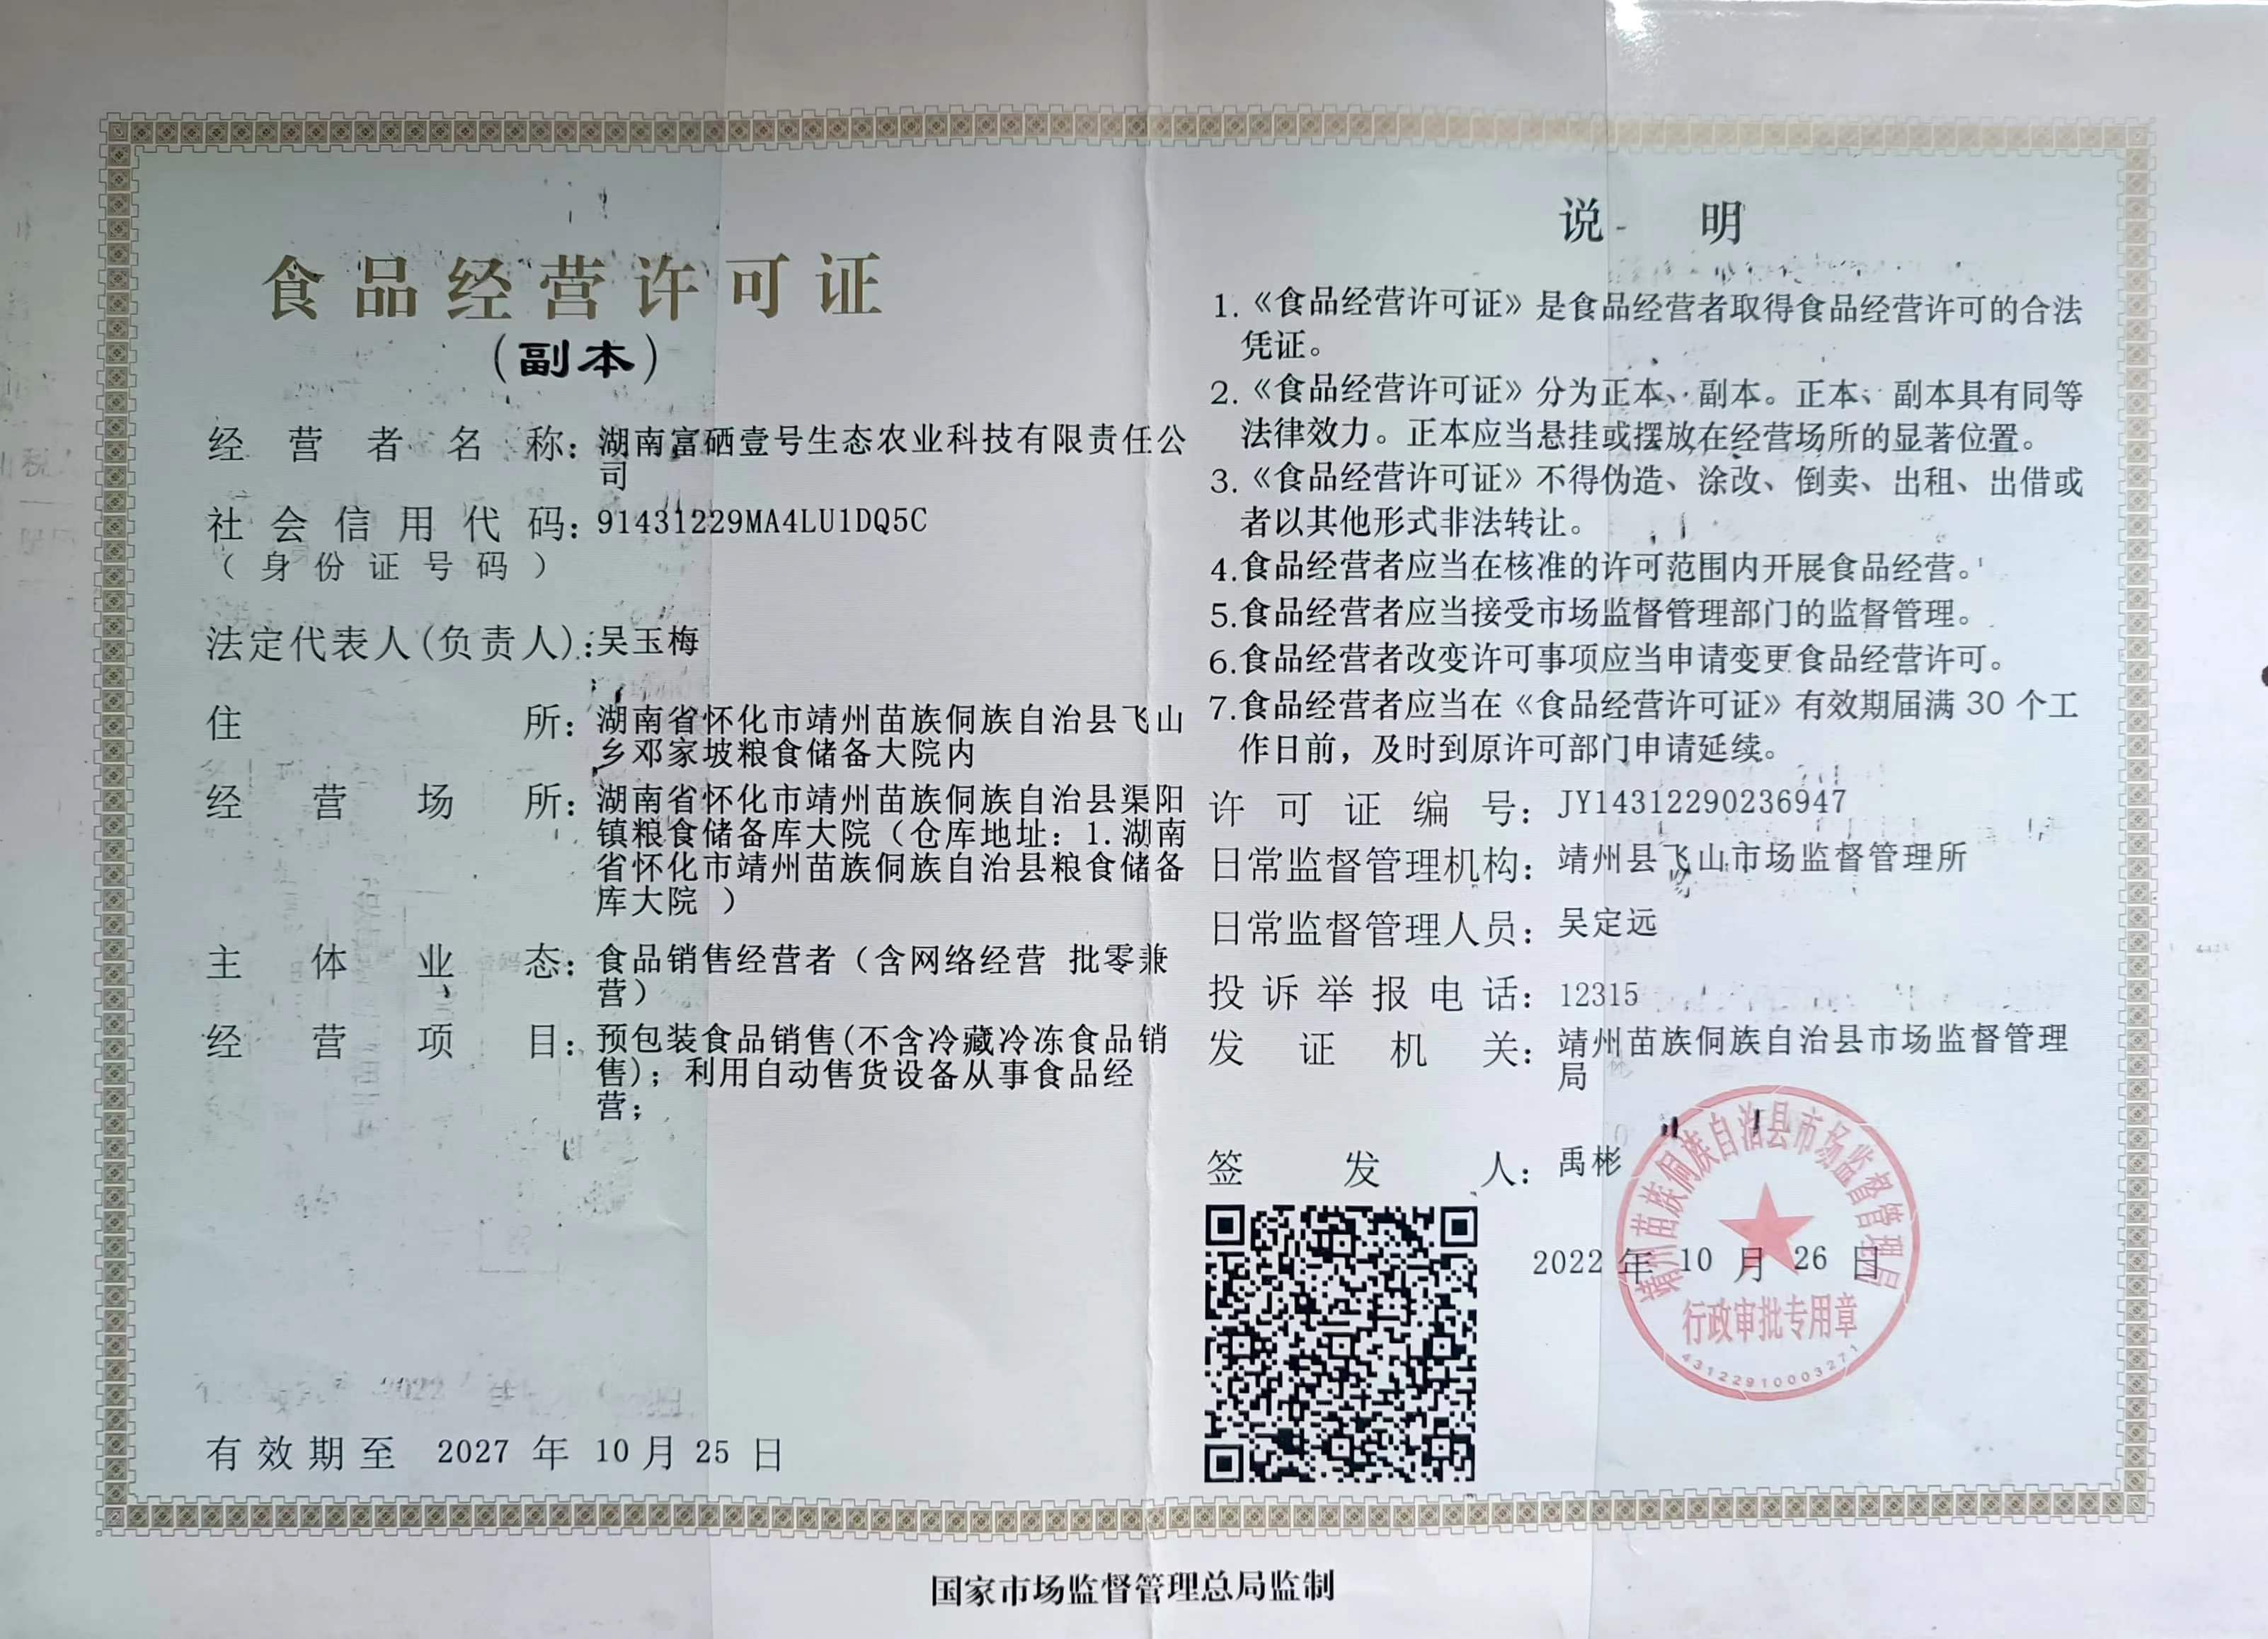 食品经营许可证
（副本）
经营者名称：湖南富硒壹号生态农业科技有限责任公
司
社会信用代码：91431229MA4LU1DQ5C
（身份证号码）
法定代表人(负责人)：吴玉梅
住所：湖南省怀化市靖州苗族侗族自治县飞山
乡邓家坡粮食储备大院内
经营场所：湖南省怀化市靖州苗族侗族自治县渠阳
镇粮食储备库大院（仓库地址：1.湖南
省怀化市靖州苗族侗族自治县粮食储备
库大院 ）
主体业态：食品销售经营者（含网络经营 批零兼
营）
经营项目：预包装食品销售(不含冷藏冷冻食品销
售)；利用自动售货设备从事食品经
营；
有效期至 2027 年 10 月 25 日
说明
1.《食品经营许可证》是食品经营者取得食品经营许可的合法
凭证。
2.《食品经营许可证》分为正本、副本。正本、副本具有同等
法律效力。正本应当悬挂或摆放在经营场所的显著位置。
3.《食品经营许可证》不得伪造、涂改、倒卖、出租、出借或
者以其他形式非法转让。
4.食品经营者应当在核准的许可范围内开展食品经营。
5.食品经营者应当接受市场监督管理部门的监督管理。
6.食品经营者改变许可事项应当申请变更食品经营许可。
7.食品经营者应当在《食品经营许可证》有效期届满 30 个工
作日前，及时到原许可部门申请延续。
许可证编号：JY14312290236947
日常监督管理机构：靖州县飞山市场监督管理所
日常监督管理人员：吴定远
投诉举报电话：12315
发证机关：靖州苗族侗族自治县市场监督管理
局
签发人：禹彬
2022 年 10 月 26 日
靖州苗族侗族自治县市场监督管理局
行政审批专用章
43122910003271
国家市场监督管理总局监制